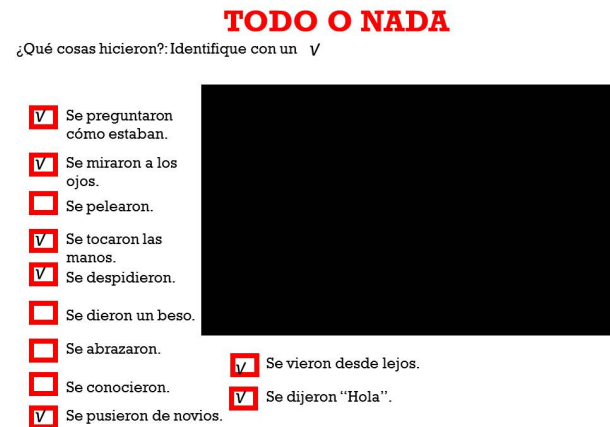 TODO O NADA
¿Qué cosas hicieron?: Identifique con un √
√ Se preguntaron
cómo estaban.
√ Se miraron a los
ojos.
Se pelearon.
√ Se tocaron las
manos.
√ Se despidieron.
Se dieron un beso.
Se abrazaron.
Se conocieron.
√ Se pusieron de novios.
√ Se vieron desde lejos.
√ Se dijeron “Hola”.